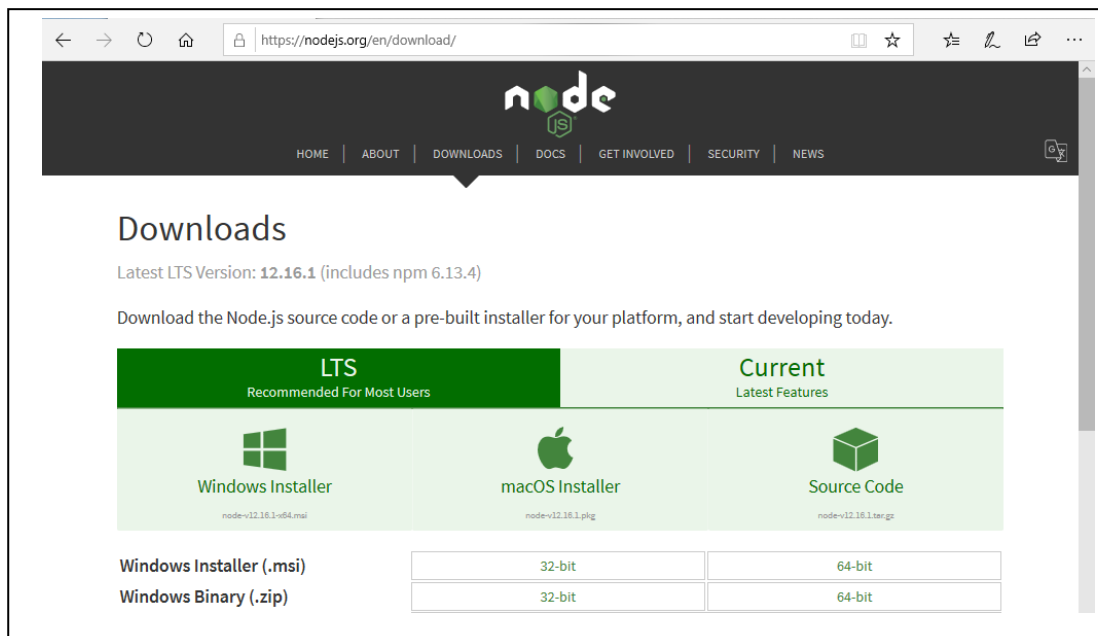 https://nodejs.org/en/download/
node
JS
HOME | ABOUT | DOWNLOADS | DOCS | GET INVOLVED | SECURITY | NEWS
Downloads
Latest LTS Version: 12.16.1 (includes npm 6.13.4)
Download the Node.js source code or a pre-built installer for your platform, and start developing today.
LTS Current
Recommended For Most Users Latest Features
Windows Installer macOS Installer Source Code
node-v12.16.1-x64.msi node-v12.16.1.pkg node-v12.16.1.tar.gz
Windows Installer (.msi) 32-bit 64-bit
Windows Binary (.zip) 32-bit 64-bit